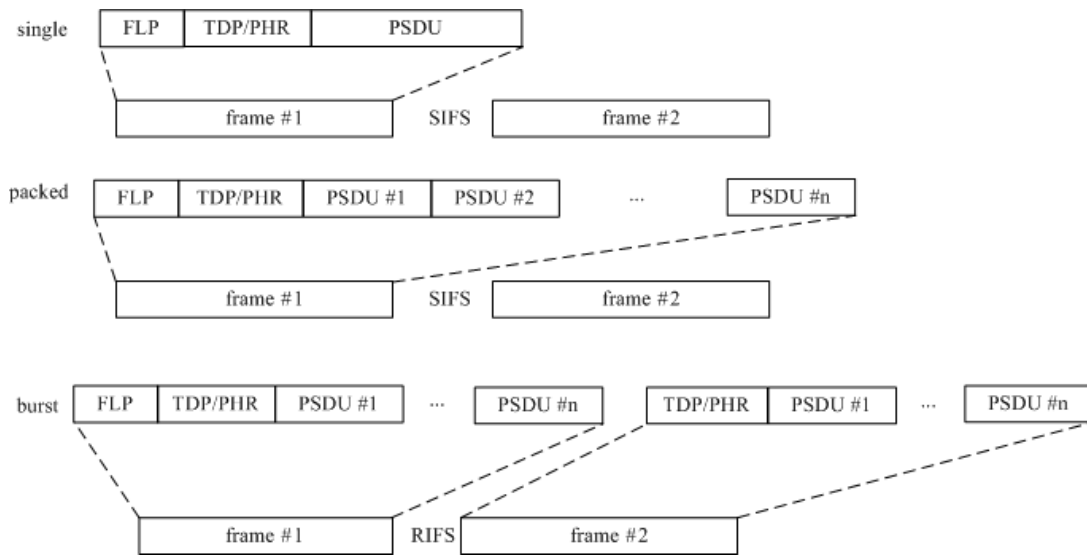 single FLP TDP/PHR PSDU
frame #1 SIFS frame #2
packed FLP TDP/PHR PSDU #1 PSDU #2 ... PSDU #n
frame #1 SIFS frame #2
burst FLP TDP/PHR PSDU #1 ... PSDU #n TDP/PHR PSDU #1 ... PSDU #n
frame #1 RIFS frame #2